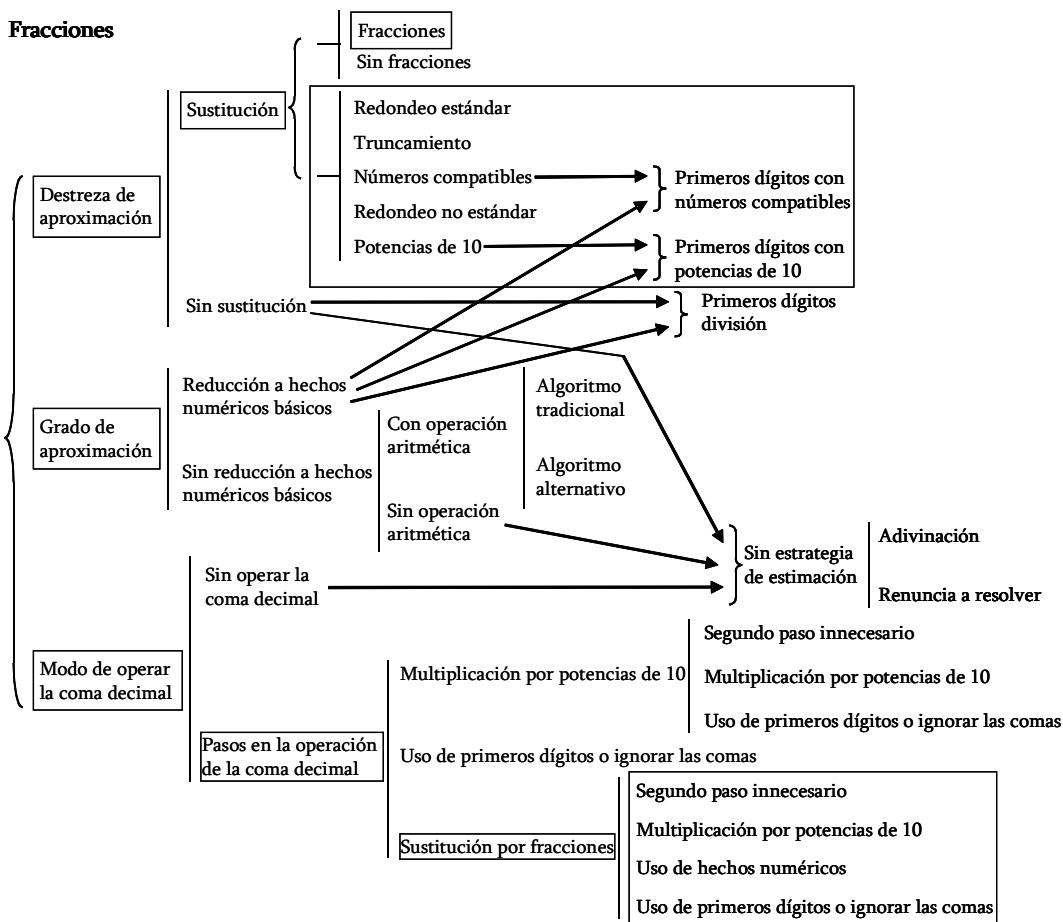 Fracciones
Fracciones
Sin fracciones
Sustitución
Redondeo estándar
Truncamiento
Números compatibles
Redondeo no estándar
Potencias de 10
Primeros dígitos con
números compatibles
Primeros dígitos con
potencias de 10
Destreza de
aproximación
Sin sustitución
Primeros dígitos
división
Grado de
aproximación
Reducción a hechos
numéricos básicos
Sin reducción a hechos
numéricos básicos
Con operación
aritmética
Algoritmo
tradicional
Algoritmo
alternativo
Sin operación
aritmética
Sin estrategia
de estimación
Adivinación
Renuncia a resolver
Modo de operar
la coma decimal
Sin operar la
coma decimal
Pasos en la operación
de la coma decimal
Multiplicación por potencias de 10
Segundo paso innecesario
Multiplicación por potencias de 10
Uso de primeros dígitos o ignorar las comas
Uso de primeros dígitos o ignorar las comas
Sustitución por fracciones
Segundo paso innecesario
Multiplicación por potencias de 10
Uso de hechos numéricos
Uso de primeros dígitos o ignorar las comas